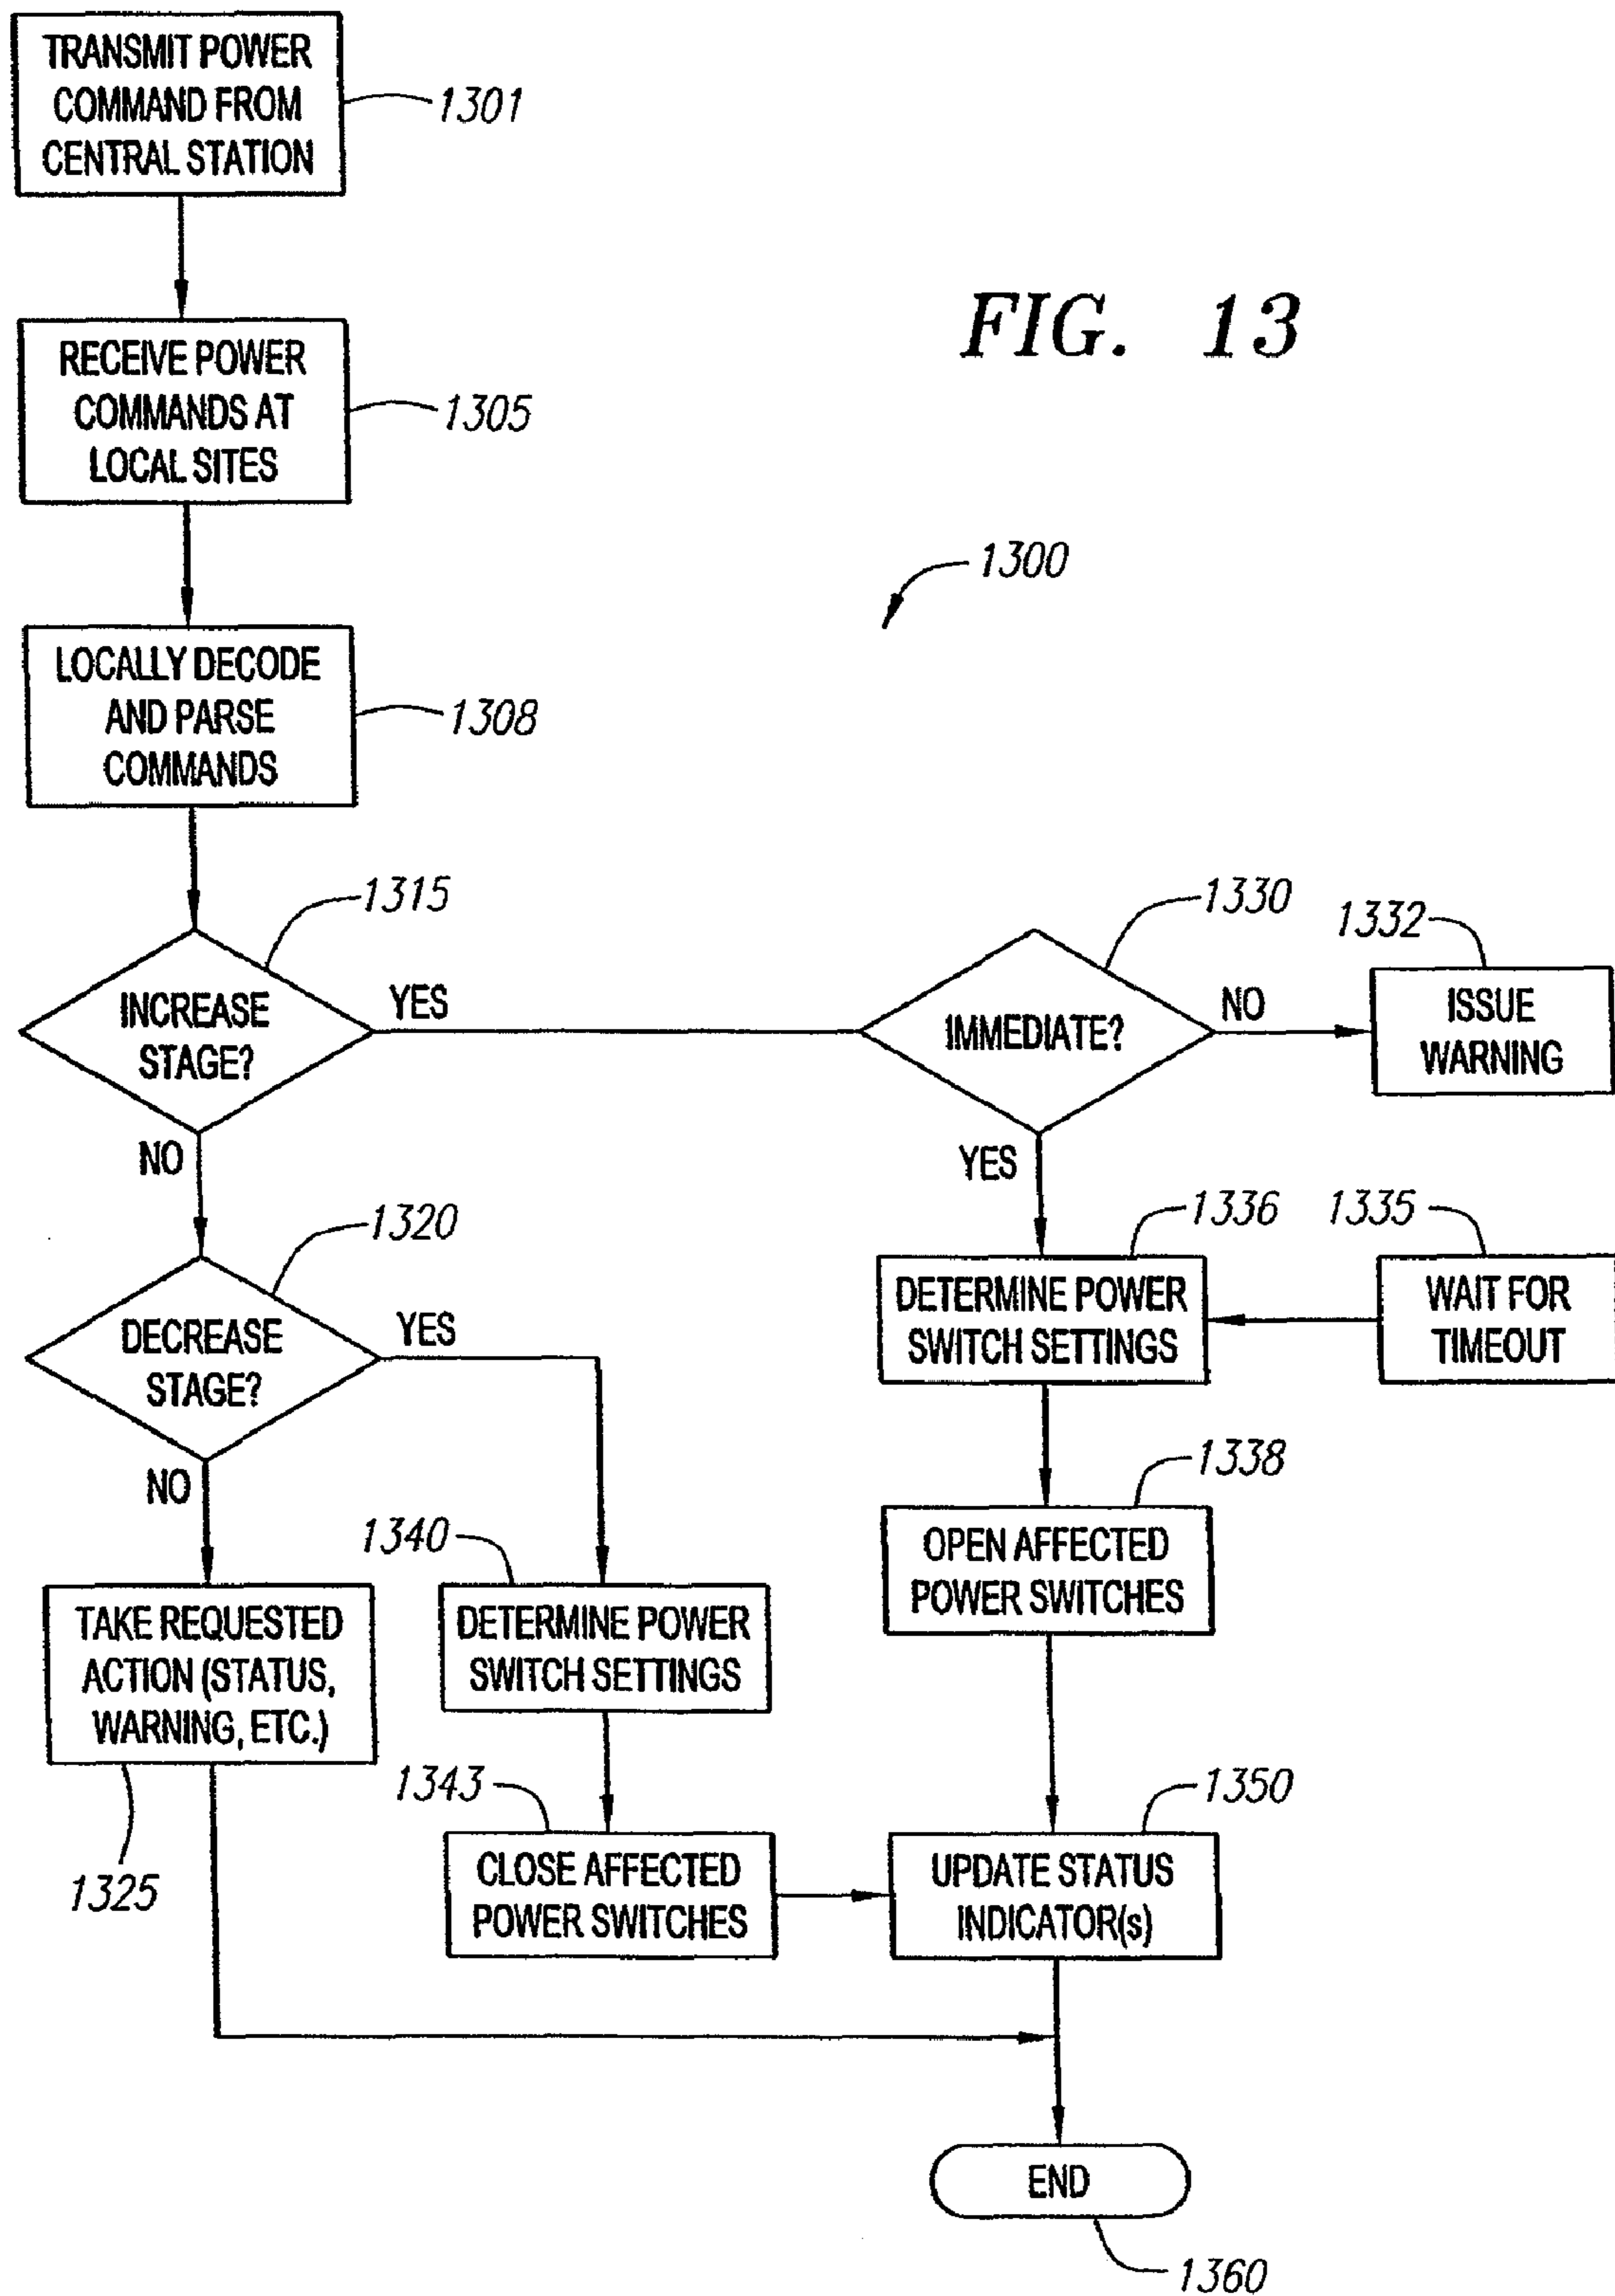 TRANSMIT POWER
COMMAND FROM
CENTRAL STATION
1301
FIG. 13
RECEIVE POWER
COMMANDS AT
LOCAL SITES
1305
1300
LOCALLY DECODE
AND PARSE
COMMANDS
1308
1315
INCREASE
STAGE?
YES
NO
1330
IMMEDIATE?
NO
YES
1332
ISSUE
WARNING
1320
DECREASE
STAGE?
YES
NO
1336
DETERMINE POWER
SWITCH SETTINGS
1335
WAIT FOR
TIMEOUT
1338
OPEN AFFECTED
POWER SWITCHES
1340
DETERMINE POWER
SWITCH SETTINGS
TAKE REQUESTED
ACTION (STATUS,
WARNING, ETC.)
1325
1343
CLOSE AFFECTED
POWER SWITCHES
1350
UPDATE STATUS
INDICATOR(s)
END
1360